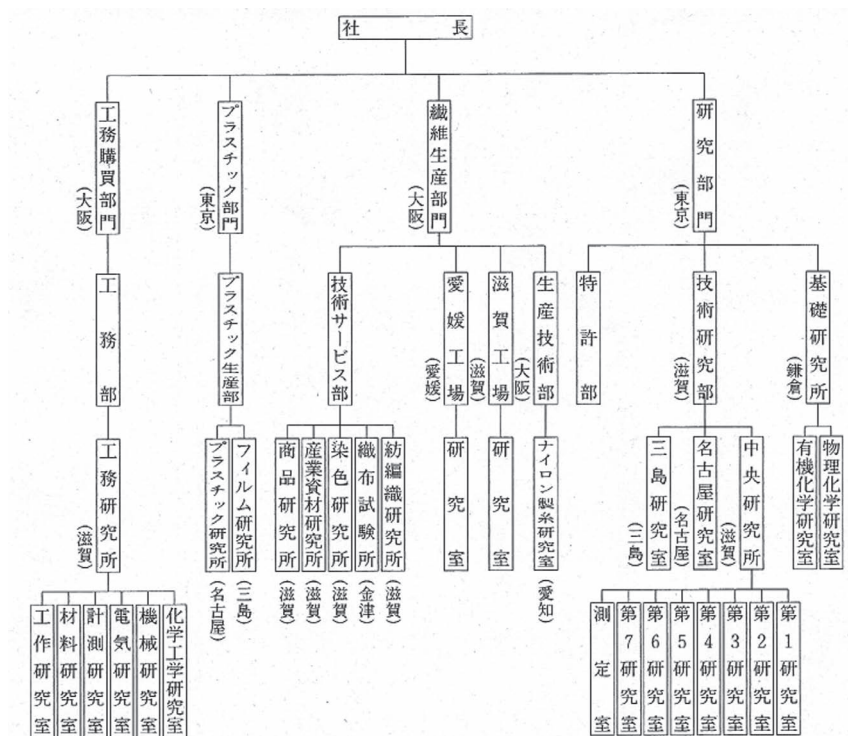 社長
研究部門
(東京)
繊維生産部門
(大阪)
プラスチック部門
(東京)
工務購買部門
(大阪)
基礎研究所
(鎌倉)
技術研究部
(滋賀)
特許部
生産技術部
(大阪)
滋賀工場
(滋賀)
愛媛工場
(愛媛)
技術サービス部
プラスチック生産部
工務部
物理化学研究室
有機化学研究室
中央研究所
(滋賀)
名古屋研究室
(名古屋)
三島研究室
(三島)
ナイロン製糸研究室
(愛知)
研究室
研究室
紡編織研究所
(滋賀)
織布試験所
(金津)
染色研究所
(滋賀)
産業資材研究所
(滋賀)
商品研究所
(滋賀)
フィルム研究所
(三島)
プラスチック研究所
(名古屋)
工務研究所
(滋賀)
第1研究室
第2研究室
第3研究室
第4研究室
第5研究室
第6研究室
第7研究室
測定室
化学工学研究室
機械研究室
電気研究室
計測研究室
材料研究室
工作研究室